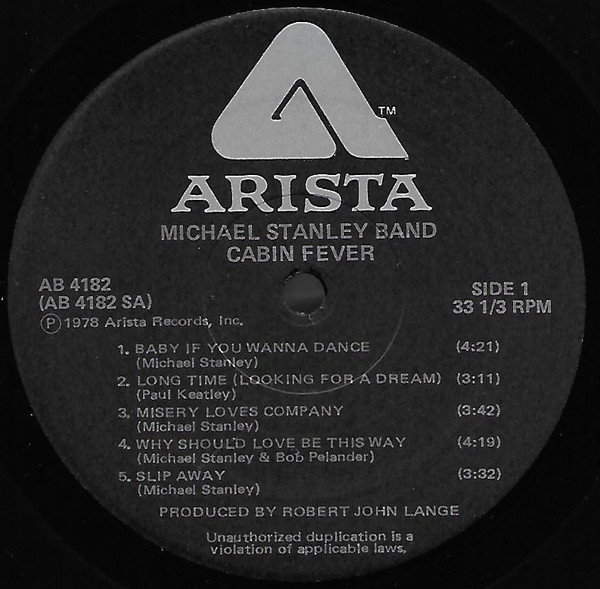 TM
ARISTA
MICHAEL STANLEY BAND
CABIN FEVER
AB 4182
(AB 4182 SA)
Ⓟ 1978 Arista Records, Inc.
SIDE 1
33 1/3 RPM
1. BABY IF YOU WANNA DANCE (4:21)
(Michael Stanley)
2. LONG TIME (LOOKING FOR A DREAM) (3:11)
(Paul Keatley)
3. MISERY LOVES COMPANY (3:42)
(Michael Stanley)
4. WHY SHOULD LOVE BE THIS WAY (4:19)
(Michael Stanley & Bob Pelander)
5. SLIP AWAY (3:32)
(Michael Stanley)
PRODUCED BY ROBERT JOHN LANGE
Unauthorized duplication is a
violation of applicable laws.